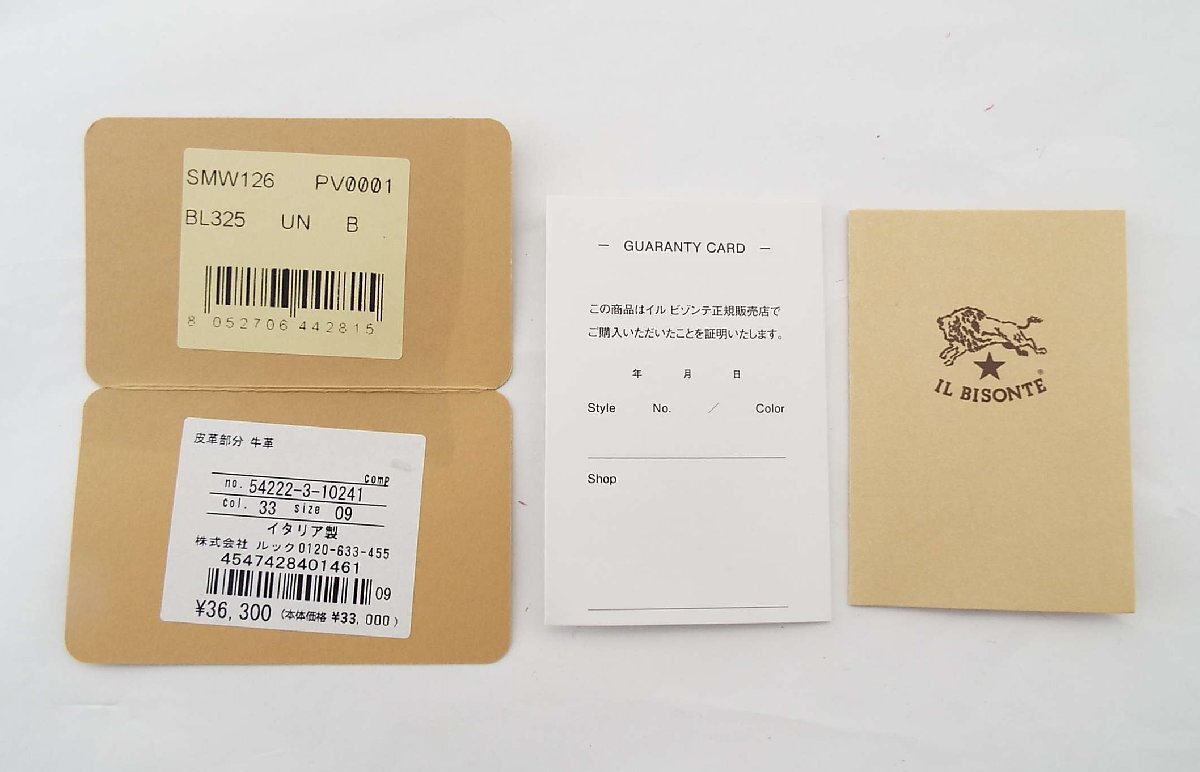 SMW126 PV0001
BL325 UN B
8 052706 442815
皮革部分 牛革
comp
no. 54222-3-10241
col. 33 size 09
イタリア製
株式会社 ルック0120-633-455
4547428401461
09
¥36,300 (本体価格 ¥33,000)
— GUARANTY CARD —
この商品はイル ビゾンテ正規販売店で
ご購入いただいたことを証明いたします。
年 月 日
Style No. / Color
Shop
IL BISONTE®